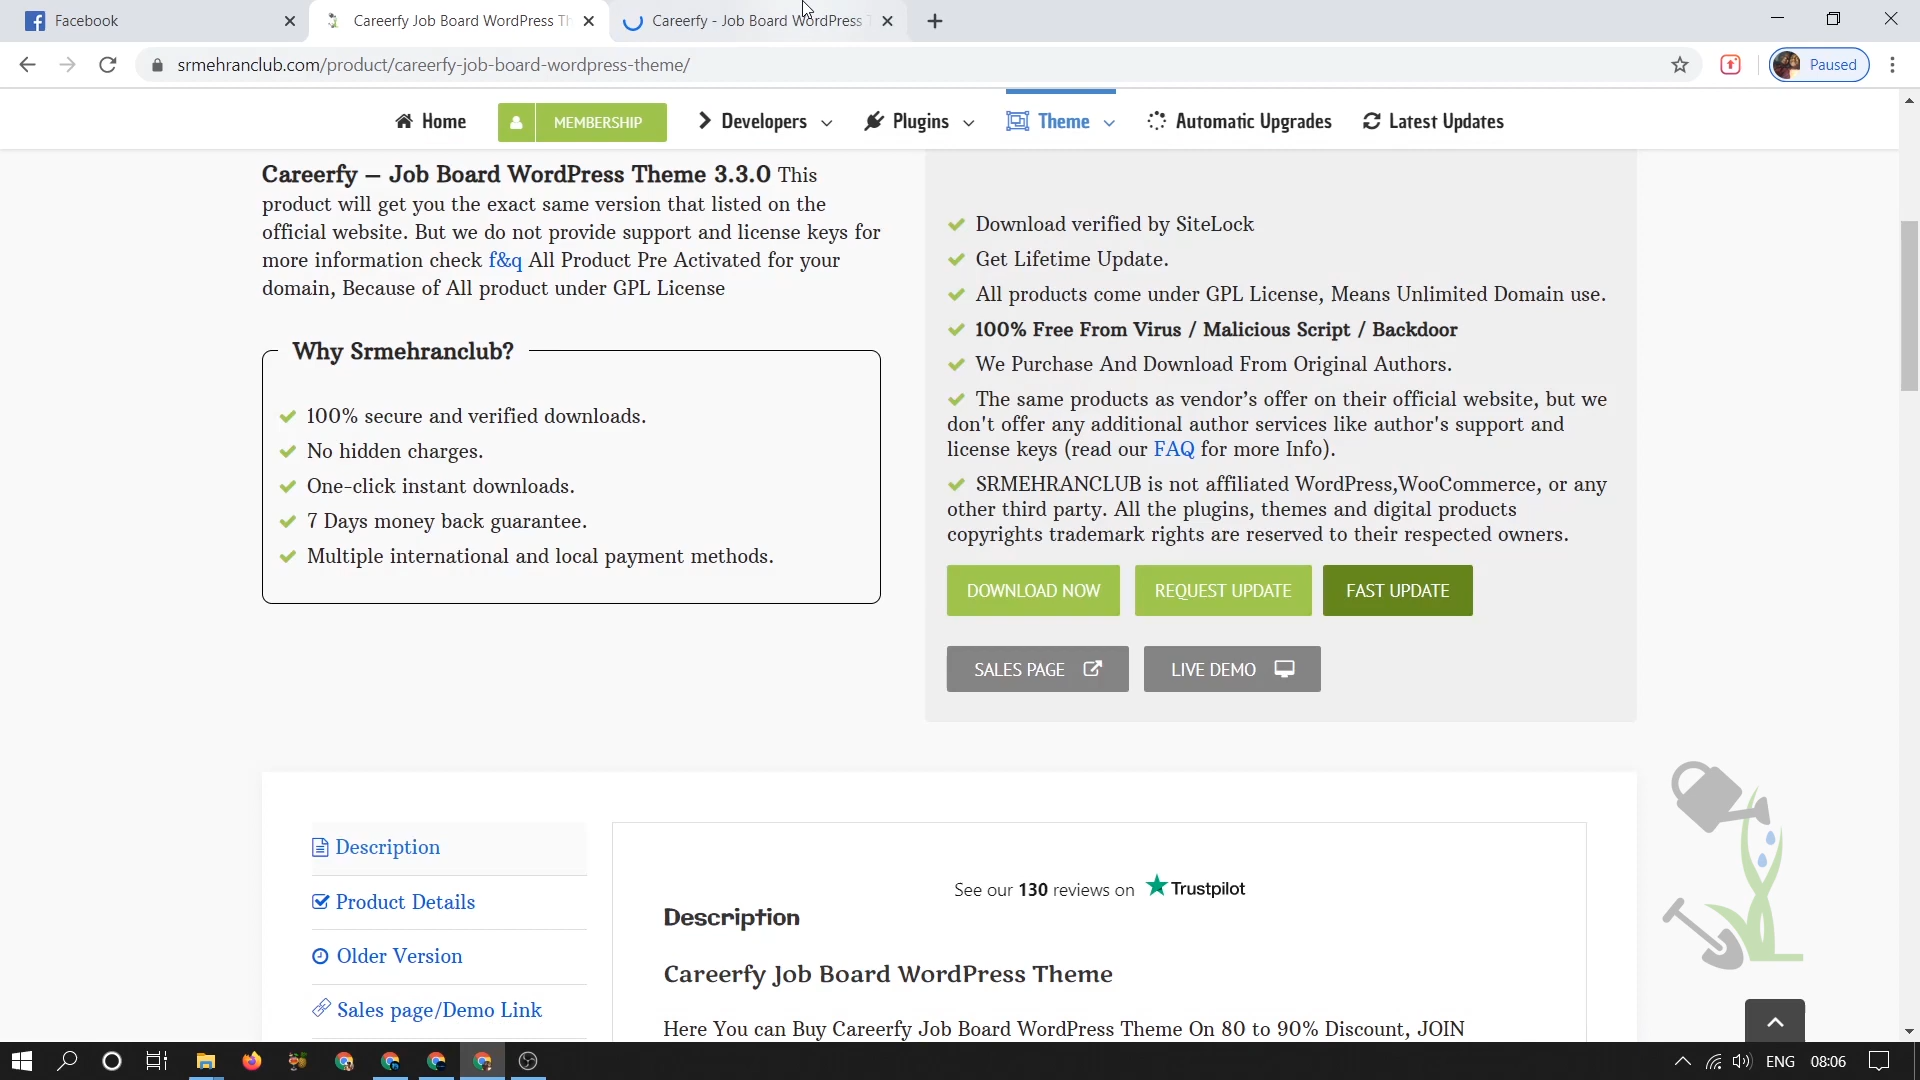 Facebook
Careerfy Job Board WordPress Th
Careerfy - Job Board WordPress T
srmehranclub.com/product/careerfy-job-board-wordpress-theme/
Paused
Home
MEMBERSHIP
Developers
Plugins
Theme
Automatic Upgrades
Latest Updates
Careerfy – Job Board WordPress Theme 3.3.0 This
product will get you the exact same version that listed on the
official website. But we do not provide support and license keys for
more information check f&q All Product Pre Activated for your
domain, Because of All product under GPL License
Why Srmehranclub?
100% secure and verified downloads.
No hidden charges.
One-click instant downloads.
7 Days money back guarantee.
Multiple international and local payment methods.
Download verified by SiteLock
Get Lifetime Update.
All products come under GPL License, Means Unlimited Domain use.
100% Free From Virus / Malicious Script / Backdoor
We Purchase And Download From Original Authors.
The same products as vendor’s offer on their official website, but we
don't offer any additional author services like author's support and
license keys (read our FAQ for more Info).
SRMEHRANCLUB is not affiliated WordPress,WooCommerce, or any
other third party. All the plugins, themes and digital products
copyrights trademark rights are reserved to their respected owners.
DOWNLOAD NOW
REQUEST UPDATE
FAST UPDATE
SALES PAGE
LIVE DEMO
Description
Product Details
Older Version
Sales page/Demo Link
See our 130 reviews on Trustpilot
Description
Careerfy Job Board WordPress Theme
Here You can Buy Careerfy Job Board WordPress Theme On 80 to 90% Discount, JOIN
ENG
08:06